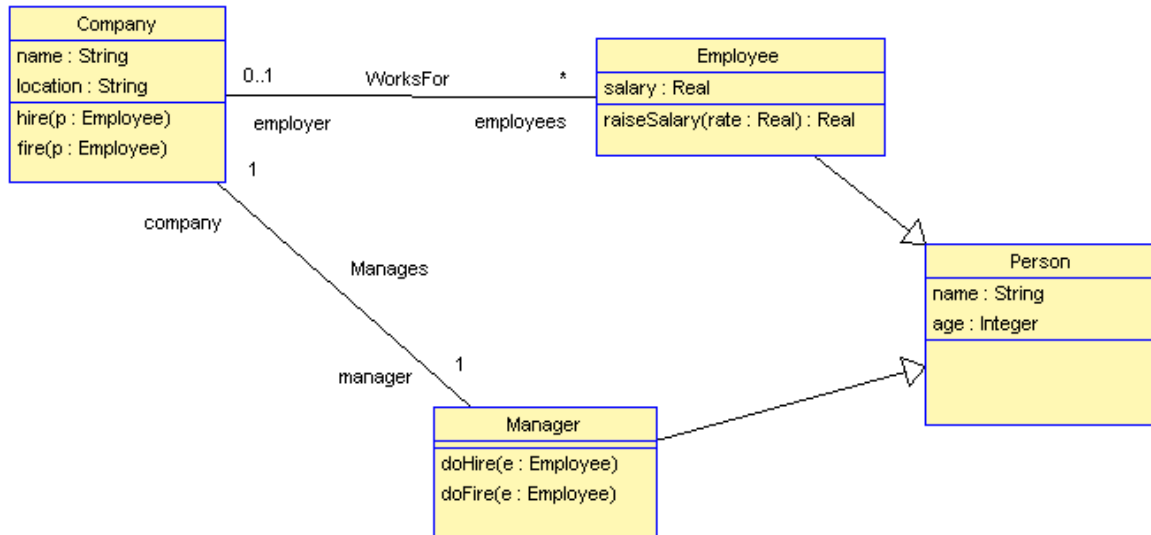 Company
name : String
location : String
hire(p : Employee)
fire(p : Employee)
0..1 WorksFor *
employer employees
Employee
salary : Real
raiseSalary(rate : Real) : Real
1
company
Manages
manager 1
Person
name : String
age : Integer
Manager
doHire(e : Employee)
doFire(e : Employee)